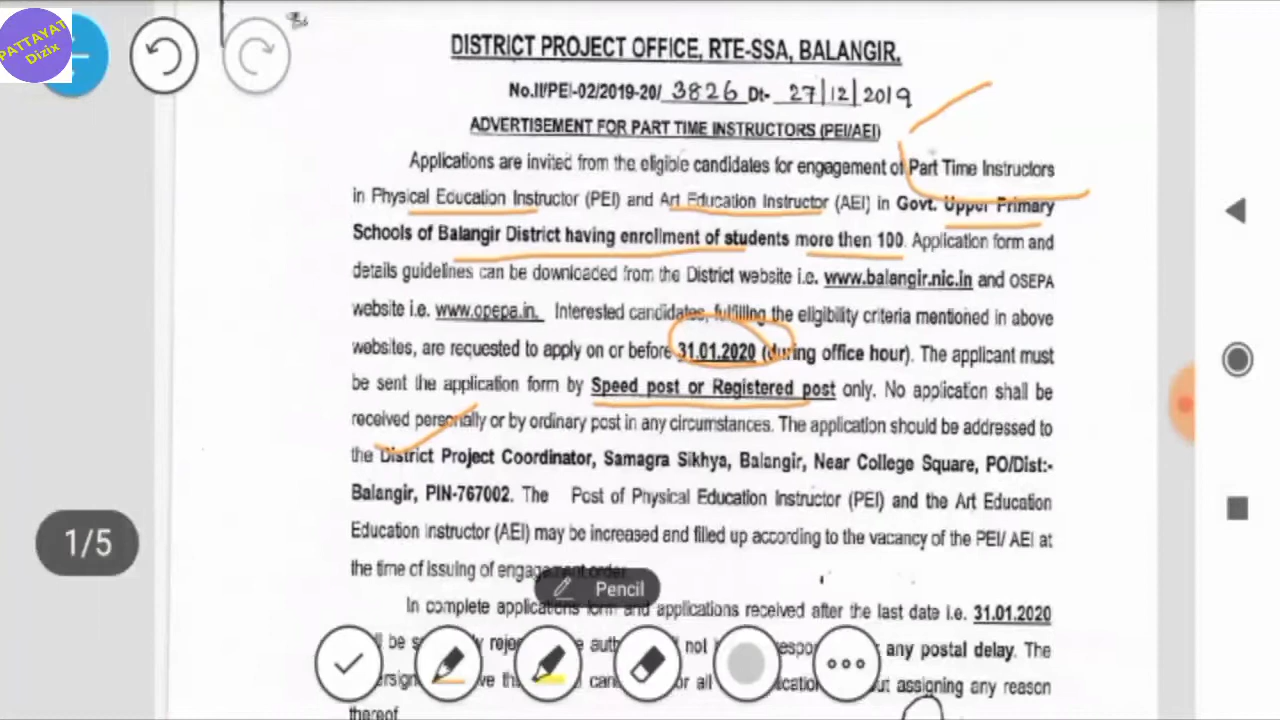 PATTAYAT
Dizix
DISTRICT PROJECT OFFICE, RTE-SSA, BALANGIR.
No.II/PEI-02/2019-20/ 3826 Dt- 27/12/2019
ADVERTISEMENT FOR PART TIME INSTRUCTORS (PEI/AEI)
Applications are invited from the eligible candidates for engagement of Part Time Instructors
in Physical Education Instructor (PEI) and Art Education Instructor (AEI) in Govt. Upper Primary
Schools of Balangir District having enrollment of students more then 100. Application form and
details guidelines can be downloaded from the District website i.e. www.balangir.nic.in and OSEPA
website i.e. www.opepa.in. Interested candidates, fulfilling the eligibility criteria mentioned in above
websites, are requested to apply on or before 31.01.2020 (during office hour). The applicant must
be sent the application form by Speed post or Registered post only. No application shall be
received personally or by ordinary post in any circumstances. The application should be addressed to
the District Project Coordinator, Samagra Sikhya, Balangir, Near College Square, PO/Dist:-
Balangir, PIN-767002. The Post of Physical Education Instructor (PEI) and the Art Education
Education Instructor (AEI) may be increased and filled up according to the vacancy of the PEI/ AEI at
the time of issuing of engagement order
1/5
Pencil
In complete applications form and applications received after the last date i.e. 31.01.2020
be not any postal delay. The
all assigning any reason
thereof